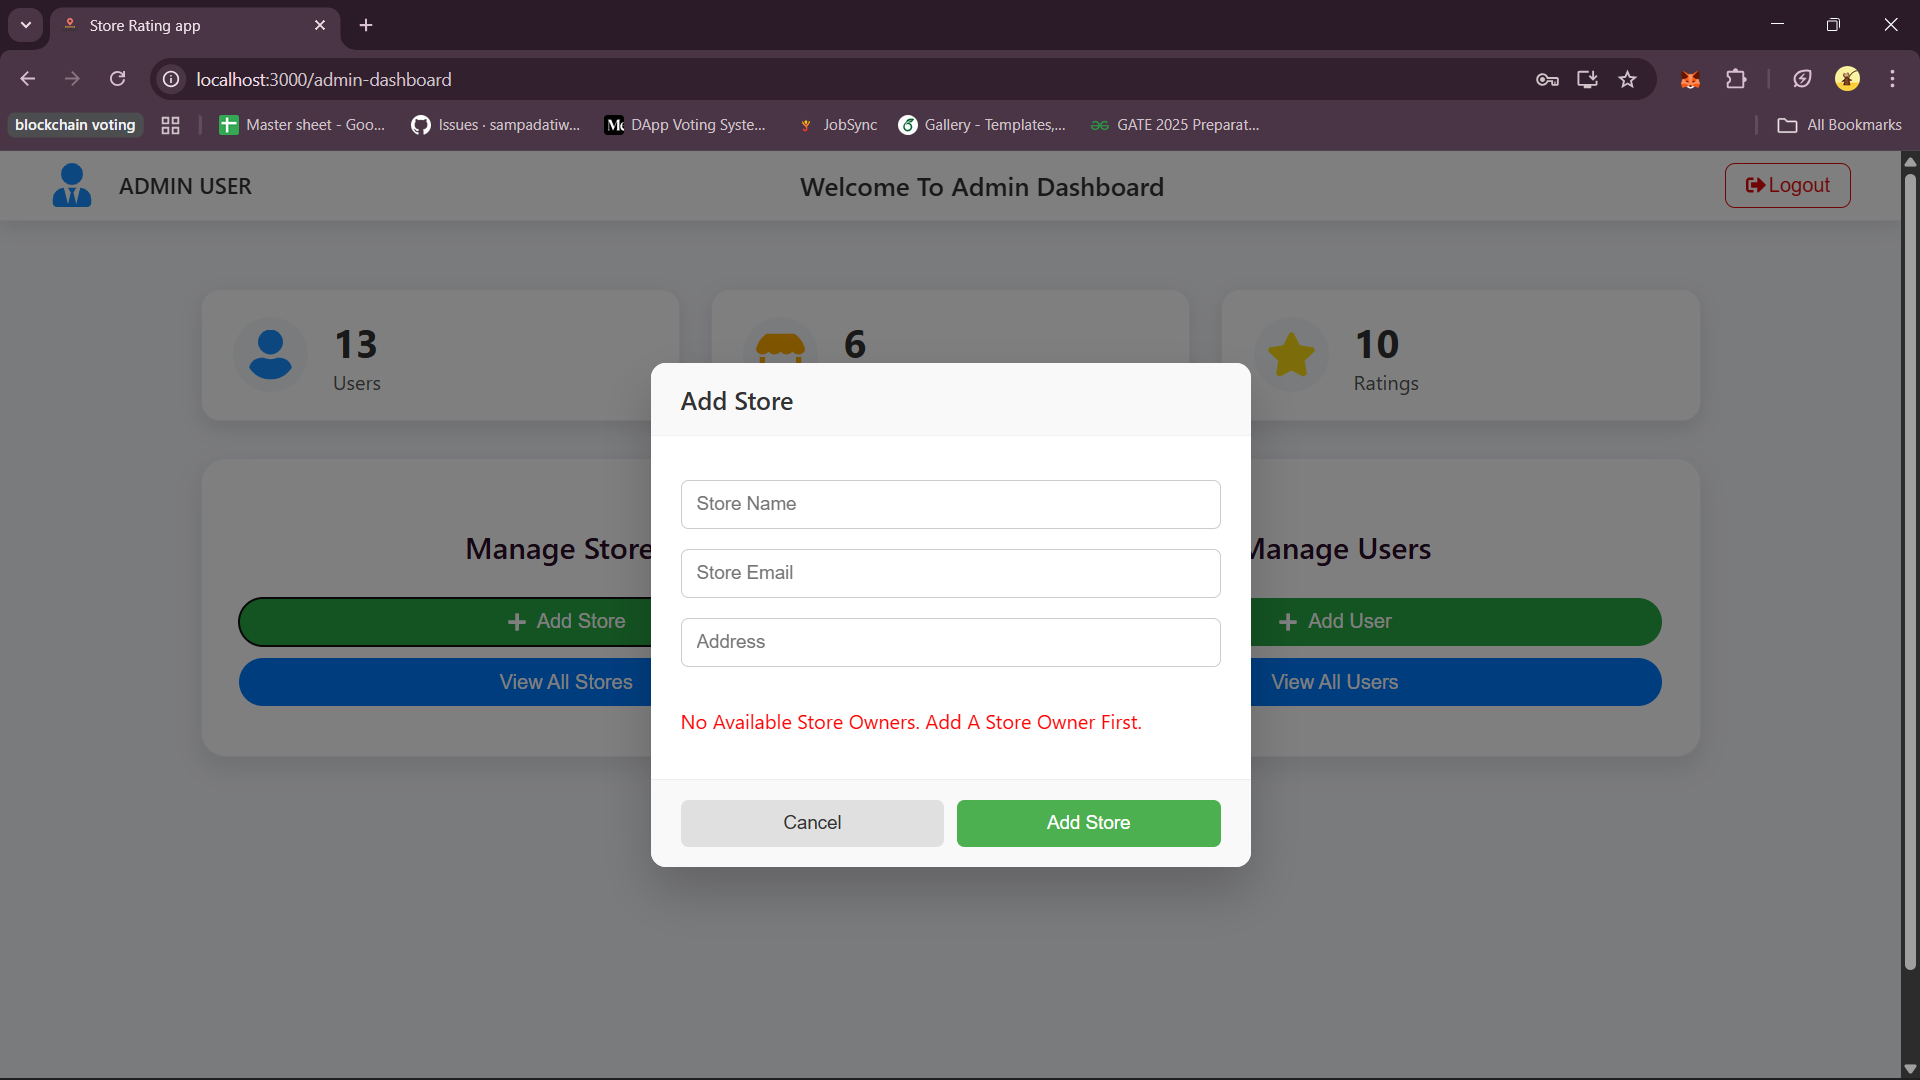 Store Rating app
localhost:3000/admin-dashboard
blockchain voting
Master sheet - Goo...
Issues · sampadatiw...
DApp Voting Syste...
JobSync
Gallery - Templates,...
GATE 2025 Preparat...
All Bookmarks
ADMIN USER
Welcome To Admin Dashboard
Logout
13
Users
6
10
Ratings
Add Store
Store Name
Store Email
Address
No Available Store Owners. Add A Store Owner First.
Cancel
Add Store
Manage Store
Add Store
View All Stores
Manage Users
Add User
View All Users